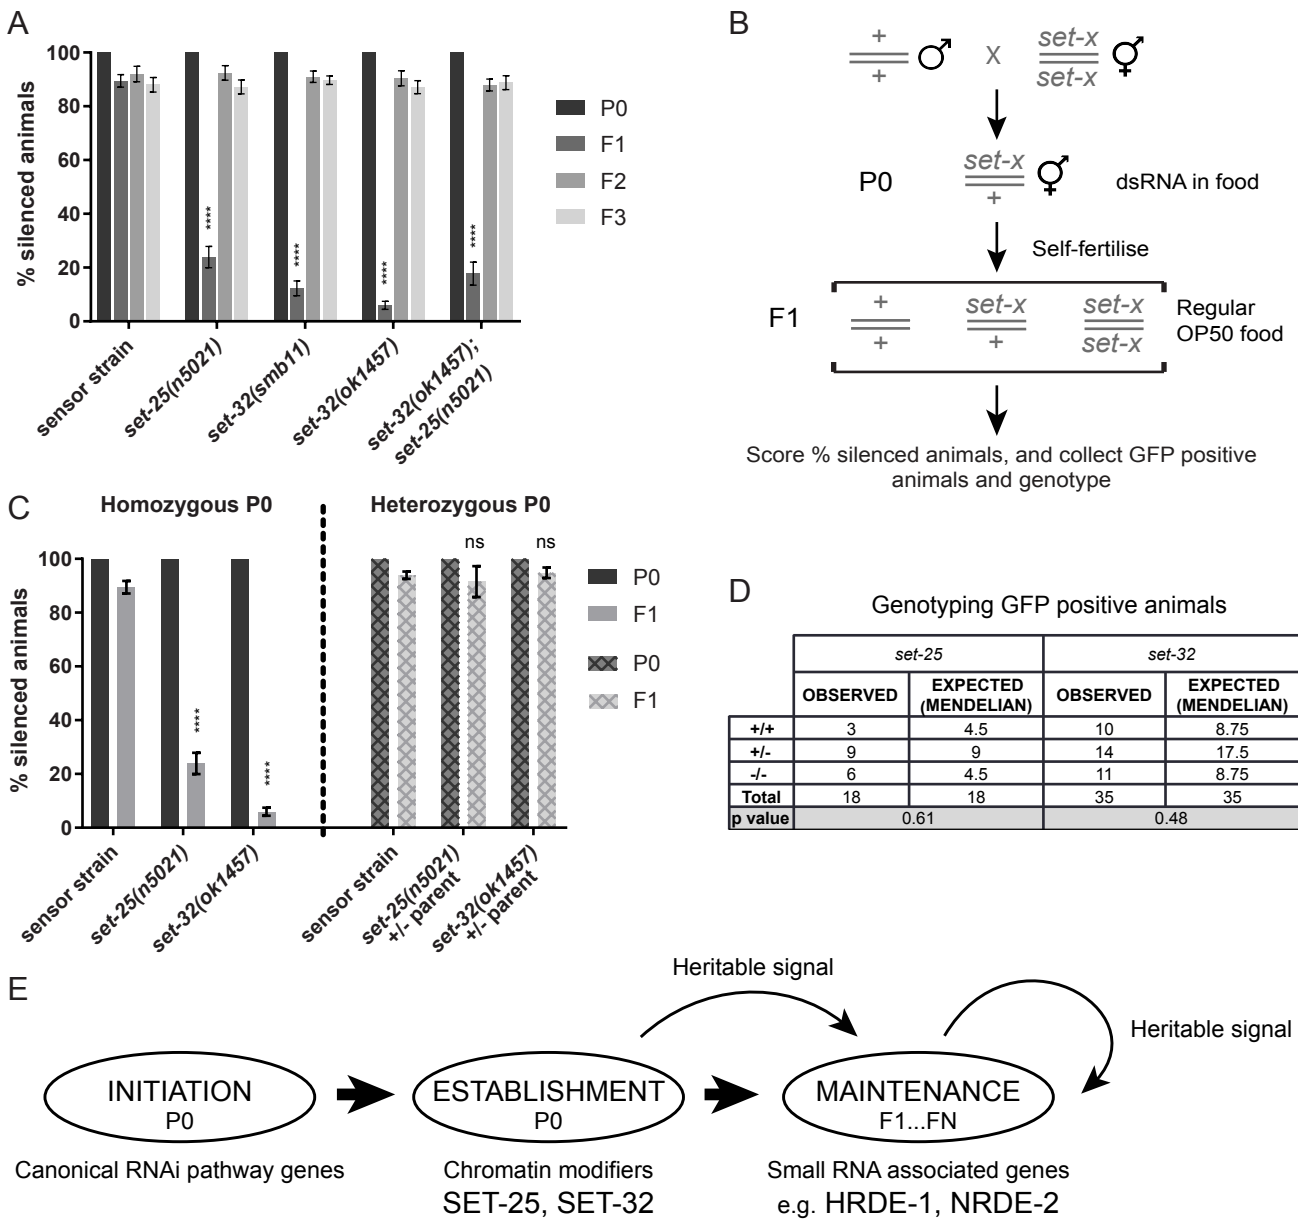 A
% silenced animals
100
80
60
40
20
0
****
****
****
****
P0
F1
F2
F3
sensor strain
set-25(n5021)
set-32(smb11)
set-32(ok1457)
set-32(ok1457);
set-25(n5021)
B
+
+
X
set-x
set-x
P0
set-x
+
dsRNA in food
Self-fertilise
F1
+
+
set-x
+
set-x
set-x
Regular
OP50 food
Score % silenced animals, and collect GFP positive
animals and genotype
C
Homozygous P0
Heterozygous P0
% silenced animals
100
80
60
40
20
0
****
****
ns
ns
P0
F1
P0
F1
sensor strain
set-25(n5021)
set-32(ok1457)
sensor strain
set-25(n5021)
+/- parent
set-32(ok1457)
+/- parent
D
Genotyping GFP positive animals
set-25 set-32
OBSERVED EXPECTED (MENDELIAN) OBSERVED EXPECTED (MENDELIAN)
+/+ 3 4.5 10 8.75
+/- 9 9 14 17.5
-/- 6 4.5 11 8.75
Total 18 18 35 35
p value 0.61 0.48
E
Heritable signal
Heritable signal
INITIATION
P0
ESTABLISHMENT
P0
MAINTENANCE
F1...FN
Canonical RNAi pathway genes
Chromatin modifiers
SET-25, SET-32
Small RNA associated genes
e.g. HRDE-1, NRDE-2